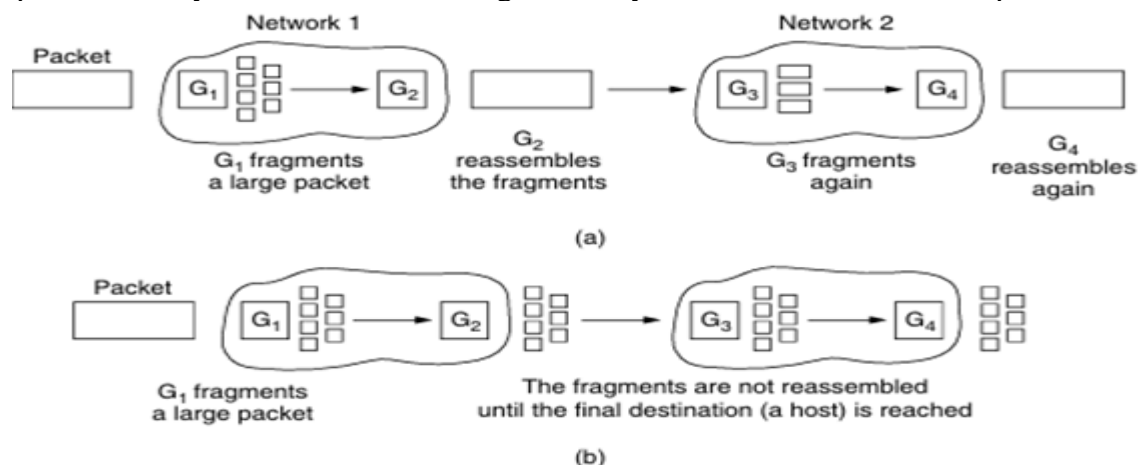 Network 1
Network 2
Packet
G1
G2
G3
G4
G1 fragments
a large packet
G2
reassembles
the fragments
G3 fragments
again
G4
reassembles
again
(a)
Packet
G1
G2
G3
G4
G1 fragments
a large packet
The fragments are not reassembled
until the final destination (a host) is reached
(b)